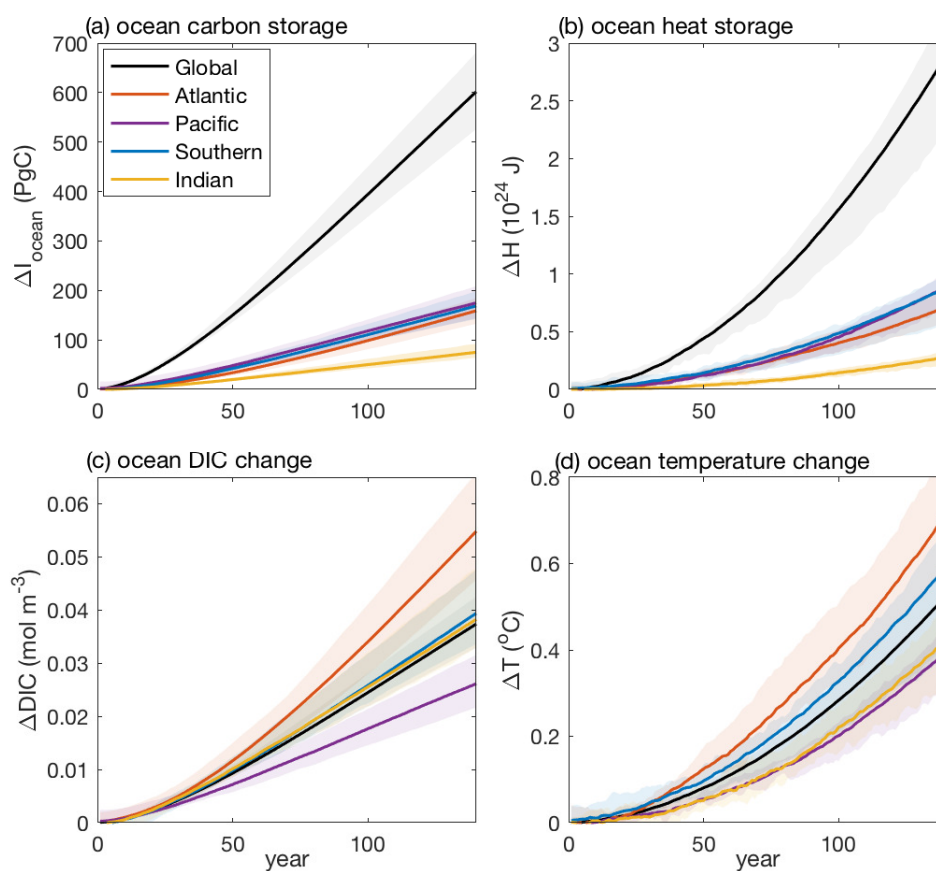 (a) ocean carbon storage
700
600
500
400
300
200
100
0
ΔI_ocean (PgC)
Global
Atlantic
Pacific
Southern
Indian
0 50 100
(b) ocean heat storage
3
2.5
2
1.5
1
0.5
0
ΔH (10^24 J)
0 50 100
(c) ocean DIC change
0.06
0.05
0.04
0.03
0.02
0.01
0
ΔDIC (mol m^-3)
0 50 100
year
(d) ocean temperature change
0.8
0.6
0.4
0.2
0
ΔT (°C)
0 50 100
year